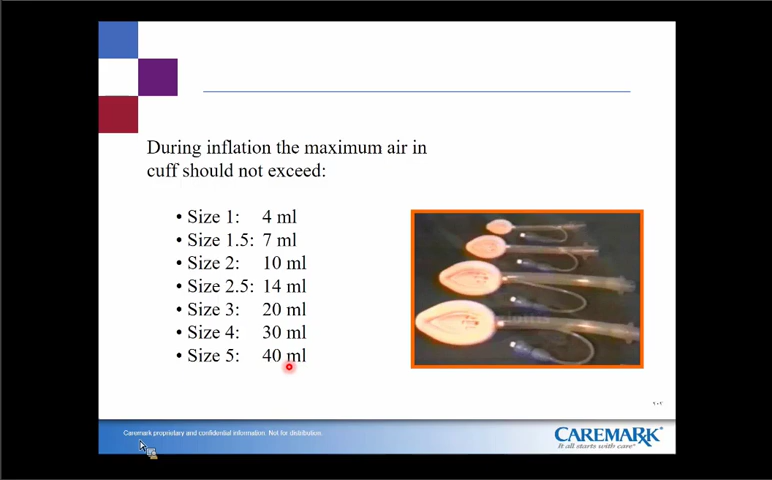 During inflation the maximum air in
cuff should not exceed:
• Size 1: 4 ml
• Size 1.5: 7 ml
• Size 2: 10 ml
• Size 2.5: 14 ml
• Size 3: 20 ml
• Size 4: 30 ml
• Size 5: 40 ml
Caremark proprietary and confidential information. Not for distribution.
CAREMARK
It all starts with care